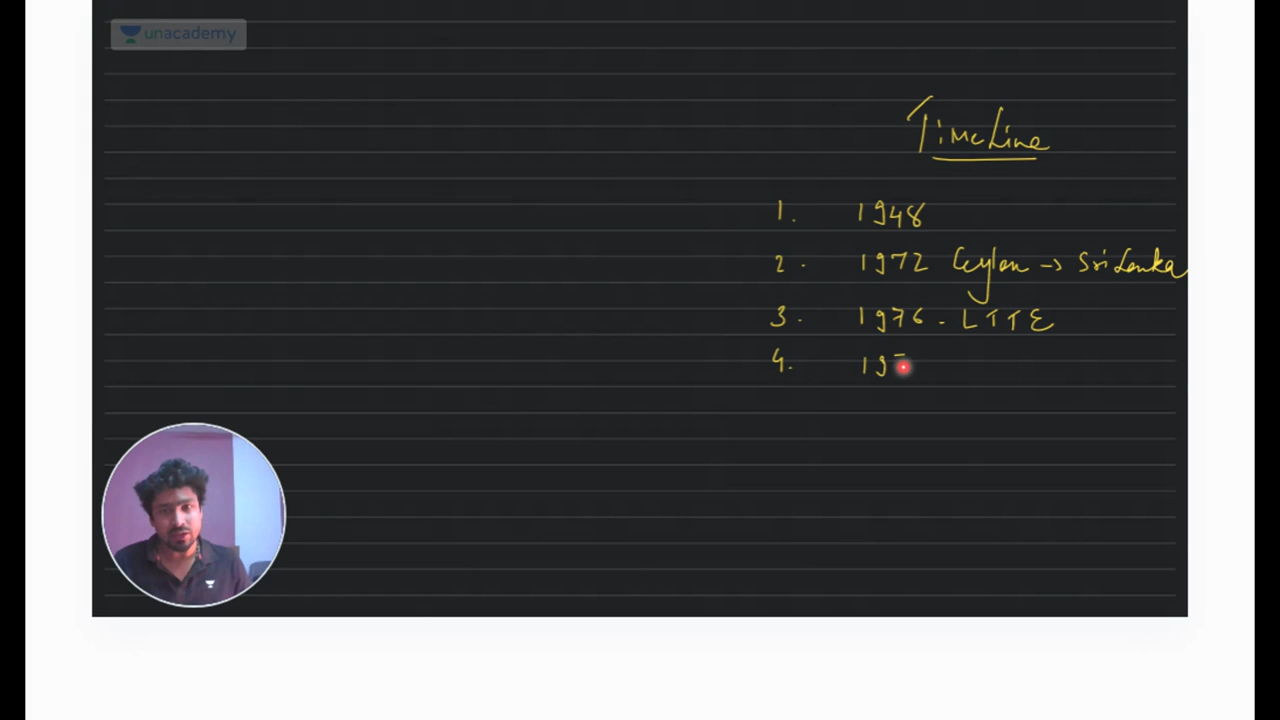 unacademy
TimeLine
1. 1948
2. 1972 Ceylon → Sri Lanka
3. 1976 - LTTE
4. 19